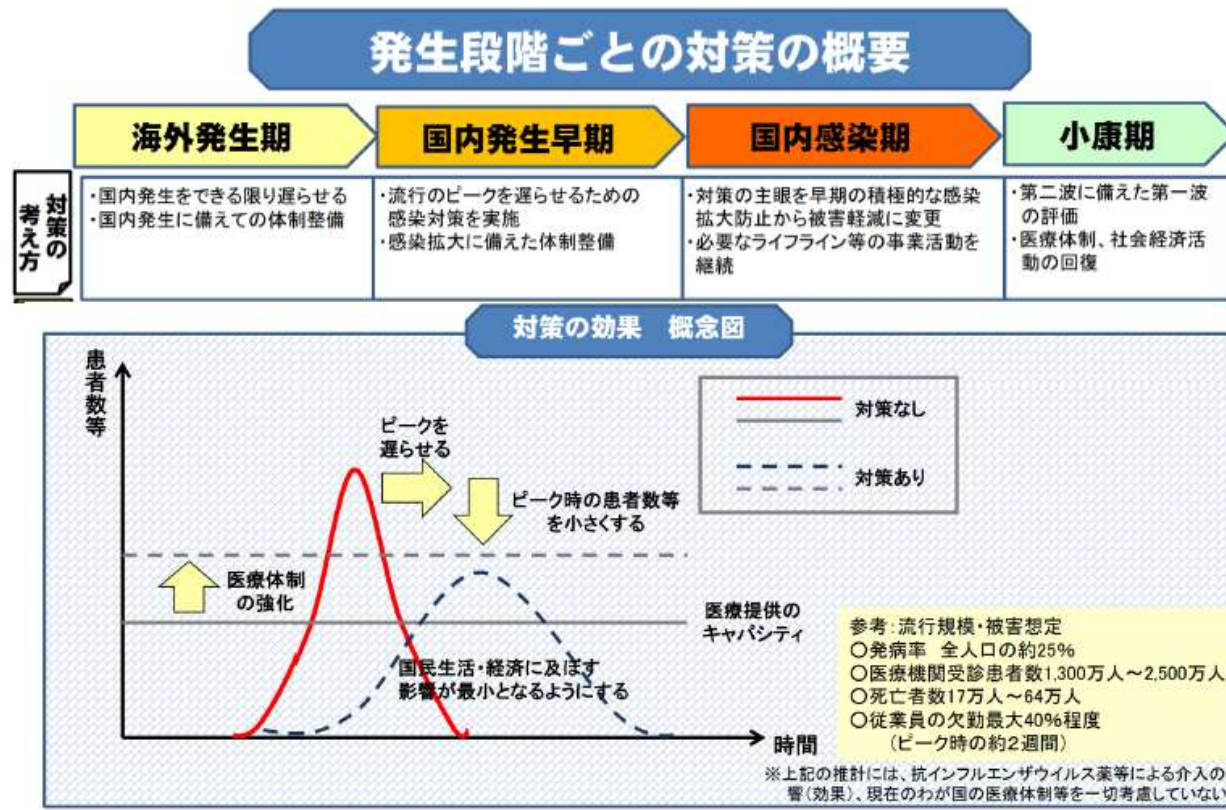 発生段階ごとの対策の概要
海外発生期
国内発生早期
国内感染期
小康期
対策の
考え方
・国内発生をできる限り遅らせる
・国内発生に備えての体制整備
・流行のピークを遅らせるための
感染対策を実施
・感染拡大に備えた体制整備
・対策の主眼を早期の積極的な感染
拡大防止から被害軽減に変更
・必要なライフライン等の事業活動を
継続
・第二波に備えた第一波
の評価
・医療体制、社会経済活
動の回復
対策の効果 概念図
患者数等
ピークを
遅らせる
対策なし
対策あり
ピーク時の患者数等
を小さくする
医療体制
の強化
医療提供の
キャパシティ
国民生活・経済に及ぼす
影響が最小となるようにする
時間
参考:流行規模・被害想定
○発病率 全人口の約25%
○医療機関受診患者数1,300万人~2,500万人
○死亡者数17万人~64万人
○従業員の欠勤最大40%程度
(ピーク時の約2週間)
※上記の推計には、抗インフルエンザウイルス薬等による介入の
響(効果)、現在のわが国の医療体制等を一切考慮していない